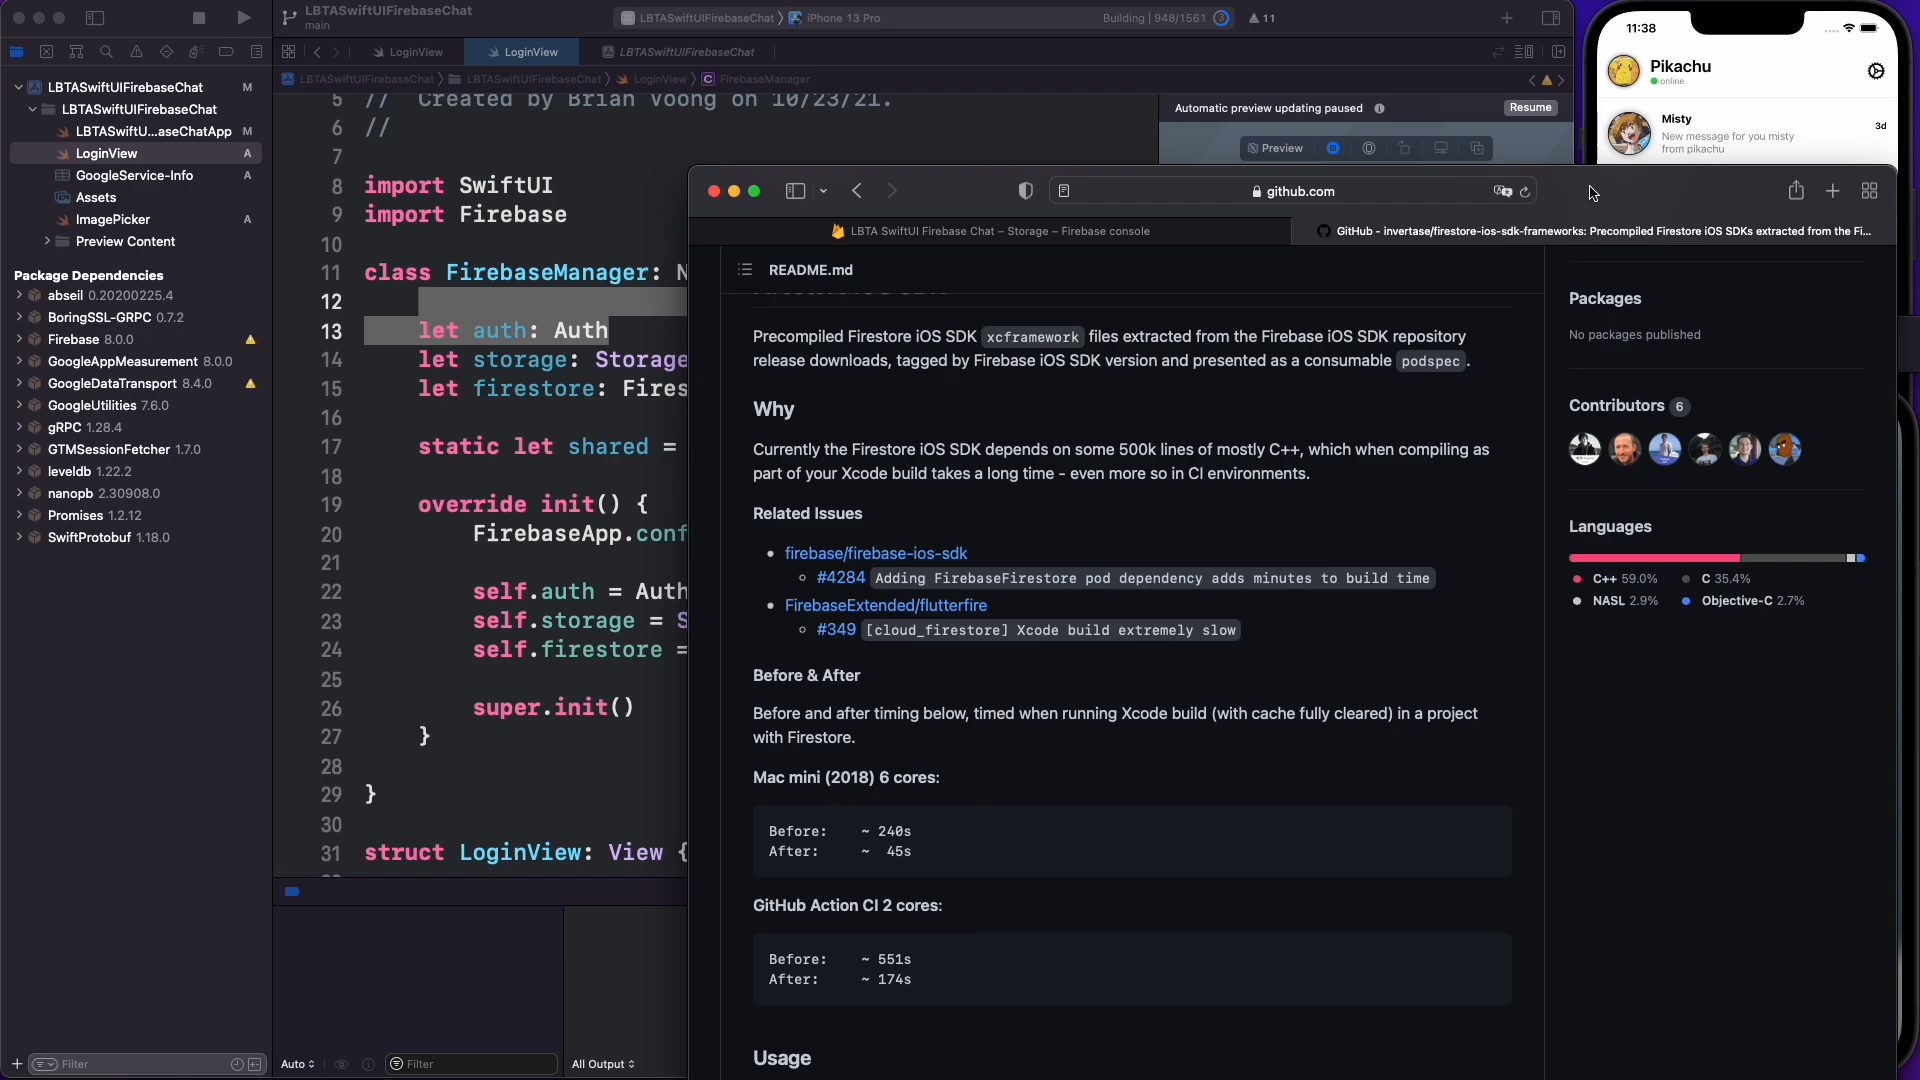 LBTASwiftUIFirebaseChat
main
LBTASwiftUIFirebaseChat
iPhone 13 Pro
Building | 948/1561
3
11
LoginView
LoginView
LBTASwiftUIFirebaseChat
LBTASwiftUIFirebaseChat
LBTASwiftUIFirebaseChat
LoginView
C
FirebaseManager
LBTASwiftUIFirebaseChat M
LBTASwiftUIFirebaseChat
LBTASwiftU...aseChatApp M
LoginView A
GoogleService-Info A
Assets
ImagePicker A
Preview Content
Package Dependencies
abseil 0.20200225.4
BoringSSL-GRPC 0.7.2
Firebase 8.0.0
GoogleAppMeasurement 8.0.0
GoogleDataTransport 8.4.0
GoogleUtilities 7.6.0
gRPC 1.28.4
GTMSessionFetcher 1.7.0
leveldb 1.22.2
nanopb 2.30908.0
Promises 1.2.12
SwiftProtobuf 1.18.0
Filter
5 // Created by Brian Voong on 10/23/21.
6 //
7
8 import SwiftUI
9 import Firebase
10
11 class FirebaseManager: N
12
13 let auth: Auth
14 let storage: Storage
15 let firestore: Fires
16
17 static let shared =
18
19 override init() {
20 FirebaseApp.conf
21
22 self.auth = Auth
23 self.storage = S
24 self.firestore =
25
26 super.init()
27 }
28
29 }
30
31 struct LoginView: View {
Auto
Filter
All Output
Automatic preview updating paused
Resume
Preview
11:38
Pikachu
online
Misty
New message for you misty
from pikachu
3d
github.com
LBTA SwiftUI Firebase Chat – Storage – Firebase console
GitHub - invertase/firestore-ios-sdk-frameworks: Precompiled Firestore iOS SDKs extracted from the Fi...
README.md
Precompiled Firestore iOS SDK xcframework files extracted from the Firebase iOS SDK repository
release downloads, tagged by Firebase iOS SDK version and presented as a consumable podspec.
Why
Currently the Firestore iOS SDK depends on some 500k lines of mostly C++, which when compiling as
part of your Xcode build takes a long time - even more so in CI environments.
Related Issues
firebase/firebase-ios-sdk
#4284 Adding FirebaseFirestore pod dependency adds minutes to build time
FirebaseExtended/flutterfire
#349 [cloud_firestore] Xcode build extremely slow
Before & After
Before and after timing below, timed when running Xcode build (with cache fully cleared) in a project
with Firestore.
Mac mini (2018) 6 cores:
Before: ~ 240s
After: ~ 45s
GitHub Action CI 2 cores:
Before: ~ 551s
After: ~ 174s
Usage
Packages
No packages published
Contributors 6
Languages
C++ 59.0% C 35.4%
NASL 2.9% Objective-C 2.7%